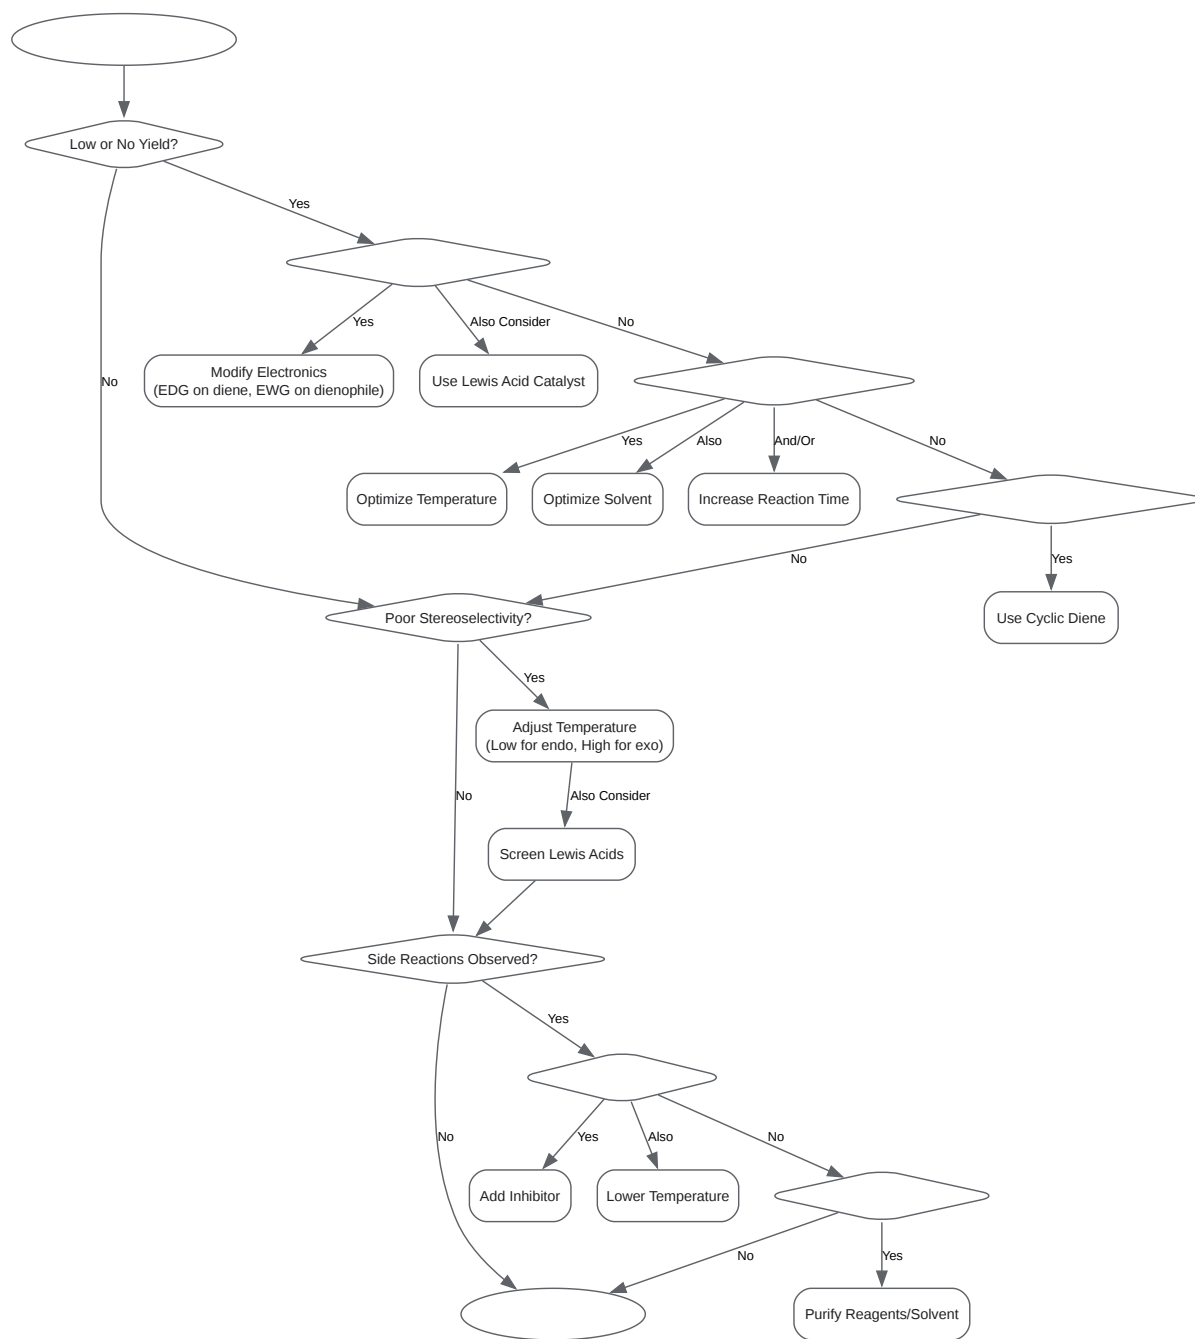 Low or No Yield?
Yes
Yes
Also Consider
No
Modify Electronics
(EDG on diene, EWG on dienophile)
Use Lewis Acid Catalyst
No
Yes
Also
And/Or
No
Optimize Temperature
Optimize Solvent
Increase Reaction Time
No
Yes
Poor Stereoselectivity?
Use Cyclic Diene
Yes
Adjust Temperature
(Low for endo, High for exo)
No
Also Consider
Screen Lewis Acids
Side Reactions Observed?
Yes
No
Yes
Also
No
Add Inhibitor
Lower Temperature
No
Yes
Purify Reagents/Solvent